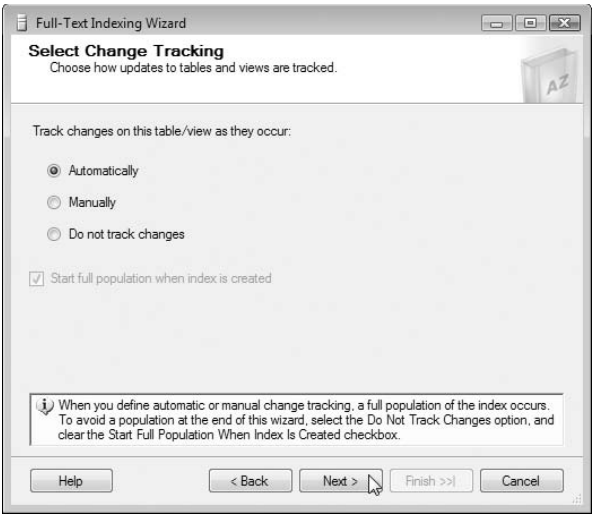 Full-Text Indexing Wizard
Select Change Tracking
Choose how updates to tables and views are tracked.
AZ
Track changes on this table/view as they occur:
Automatically
Manually
Do not track changes
Start full population when index is created
When you define automatic or manual change tracking, a full population of the index occurs.
To avoid a population at the end of this wizard, select the Do Not Track Changes option, and
clear the Start Full Population When Index Is Created checkbox.
Help
< Back
Next >
Finish >>|
Cancel